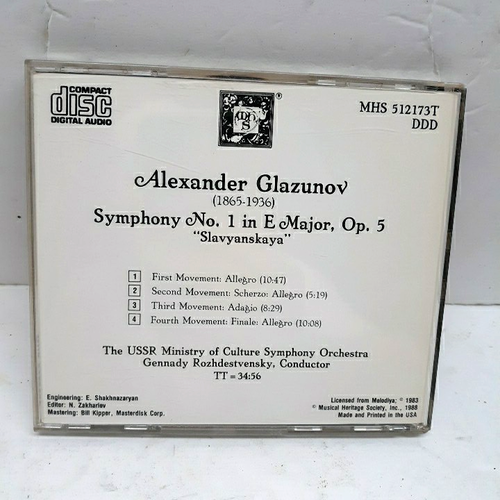 COMPACT
disc
DIGITAL AUDIO
MHS
®
MHS 512173T
DDD
Alexander Glazunov
(1865-1936)
Symphony No. 1 in E Major, Op. 5
"Slavyanskaya"
1 First Movement: Allegro (10:47)
2 Second Movement: Scherzo: Allegro (5:19)
3 Third Movement: Adagio (8:29)
4 Fourth Movement: Finale: Allegro (10:08)
The USSR Ministry of Culture Symphony Orchestra
Gennady Rozhdestvensky, Conductor
TT = 34:56
Engineering: E. Shakhnazaryan
Editor: N. Zakhariev
Mastering: Bill Kipper, Masterdisk Corp.
Licensed from Melodiya; ℗ 1983
© Musical Heritage Society, Inc., 1988
Made and Printed in the USA